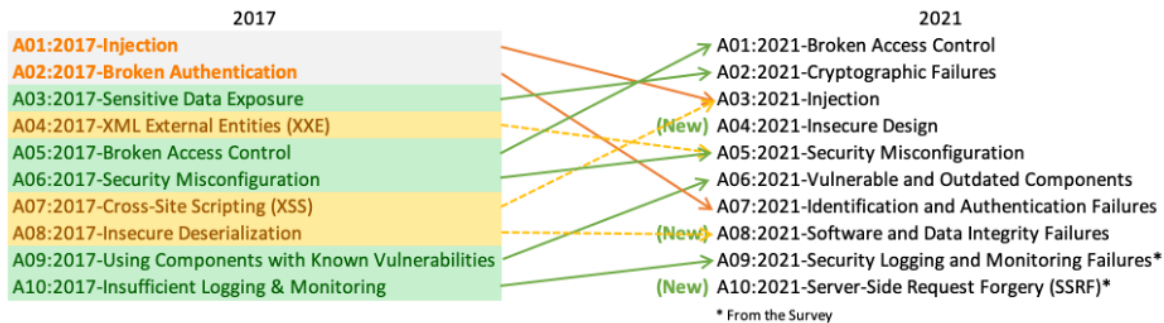 2017
2021
A01:2017-Injection
A01:2021-Broken Access Control
A02:2017-Broken Authentication
A02:2021-Cryptographic Failures
A03:2017-Sensitive Data Exposure
A03:2021-Injection
A04:2017-XML External Entities (XXE)
(New) A04:2021-Insecure Design
A05:2017-Broken Access Control
A05:2021-Security Misconfiguration
A06:2017-Security Misconfiguration
A06:2021-Vulnerable and Outdated Components
A07:2017-Cross-Site Scripting (XSS)
A07:2021-Identification and Authentication Failures
A08:2017-Insecure Deserialization
(New) A08:2021-Software and Data Integrity Failures
A09:2017-Using Components with Known Vulnerabilities
A09:2021-Security Logging and Monitoring Failures*
A10:2017-Insufficient Logging & Monitoring
(New) A10:2021-Server-Side Request Forgery (SSRF)*
* From the Survey